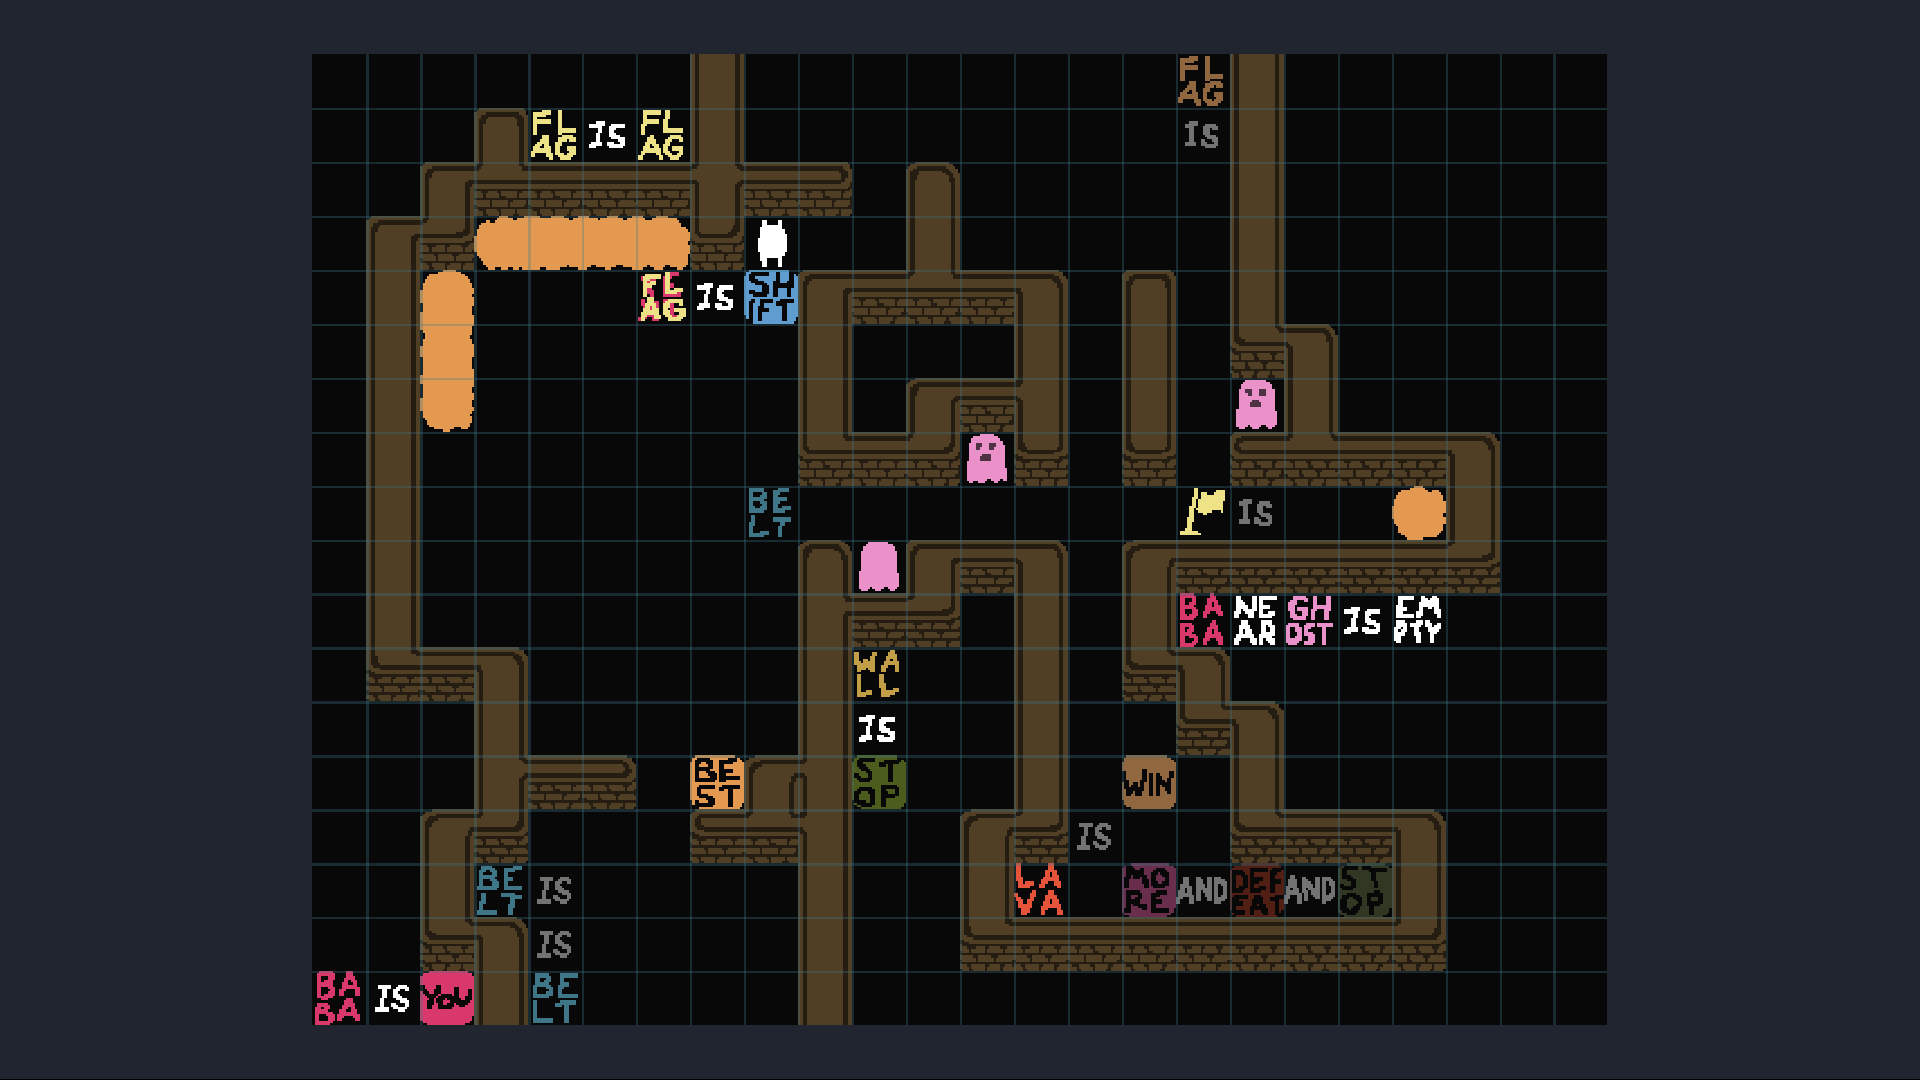 FLAG
FLAG IS FLAG
IS
FLAG IS SHIFT
BELT
IS
BABA NEAR GHOST IS EMPTY
WALL
IS
BEST
STOP
WIN
IS
BELT IS
LAVA
MORE AND DEFEAT AND STOP
IS
BABA IS YOU
BELT